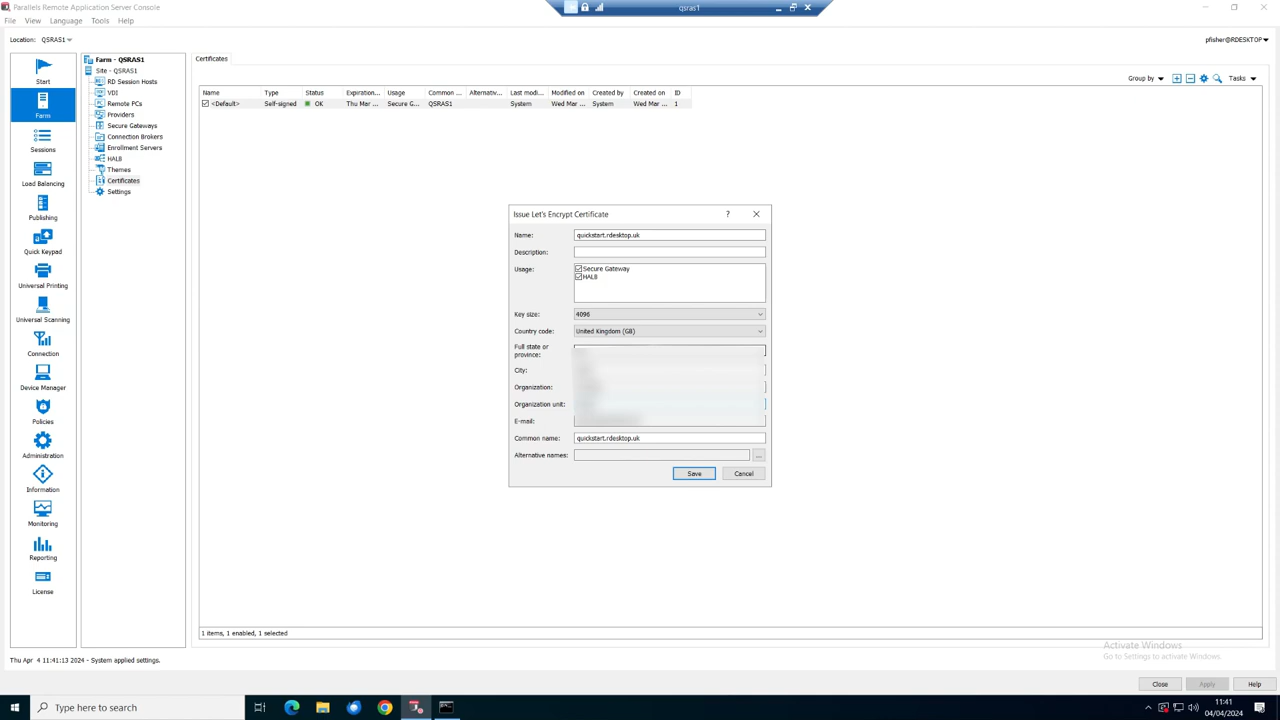 Parallels Remote Application Server Console
qsras1
File View Language Tools Help
Location: QSRAS1
pfisher@RDESKTOP
Start
Farm
Sessions
Load Balancing
Publishing
Quick Keypad
Universal Printing
Universal Scanning
Connection
Device Manager
Policies
Administration
Information
Monitoring
Reporting
License
Farm - QSRAS1
Site - QSRAS1
RD Session Hosts
VDI
Remote PCs
Providers
Secure Gateways
Connection Brokers
Enrollment Servers
HALB
Themes
Certificates
Settings
Certificates
Group by Tasks
Name Type Status Expiration... Usage Common ... Alternativ... Last modi... Modified on Created by Created on ID
<Default> Self-signed OK Thu Mar ... Secure G... QSRAS1 System Wed Mar ... System Wed Mar ... 1
Issue Let's Encrypt Certificate ?
Name: quickstart.rdesktop.uk
Description:
Usage: Secure Gateway
HALB
Key size: 4096
Country code: United Kingdom (GB)
Full state or
province:
City:
Organization:
Organization unit:
E-mail:
Common name: quickstart.rdesktop.uk
Alternative names: ...
Save Cancel
1 items, 1 enabled, 1 selected
Activate Windows
Go to Settings to activate Windows.
Thu Apr 4 11:41:13 2024 - System applied settings.
Close Apply Help
Type here to search
11:41
04/04/2024